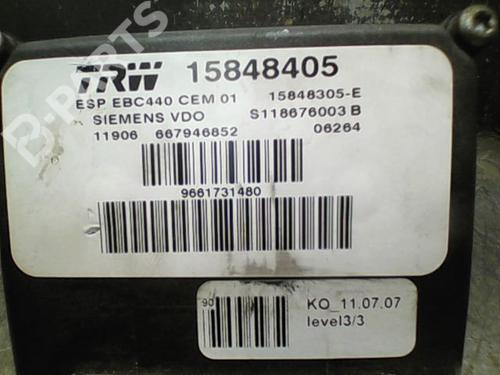 B-PARTS
TRW 15848405
ESP EBC440 CEM 01 15848305-E
SIEMENS VDO S118676003 B
11906 667946852 06264
9661731480
90
KO_11.07.07
level3/3